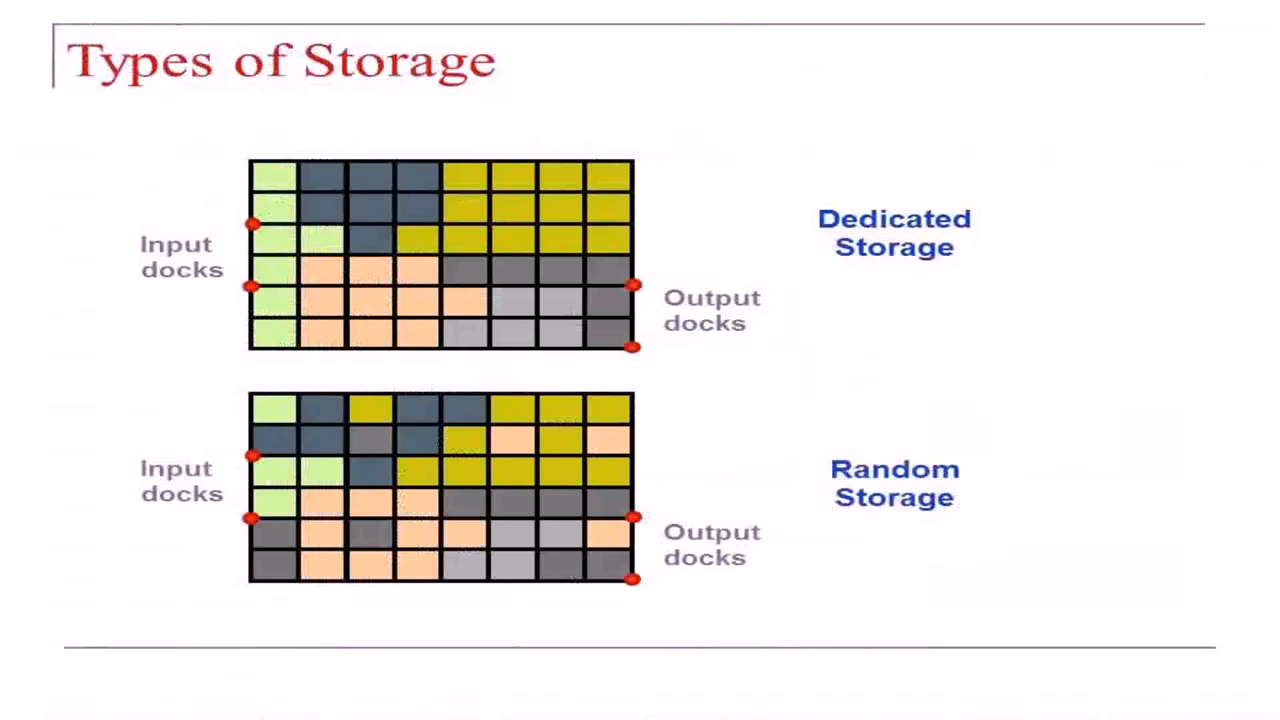 Types of Storage
Input
docks
Dedicated
Storage
Output
docks
Input
docks
Random
Storage
Output
docks